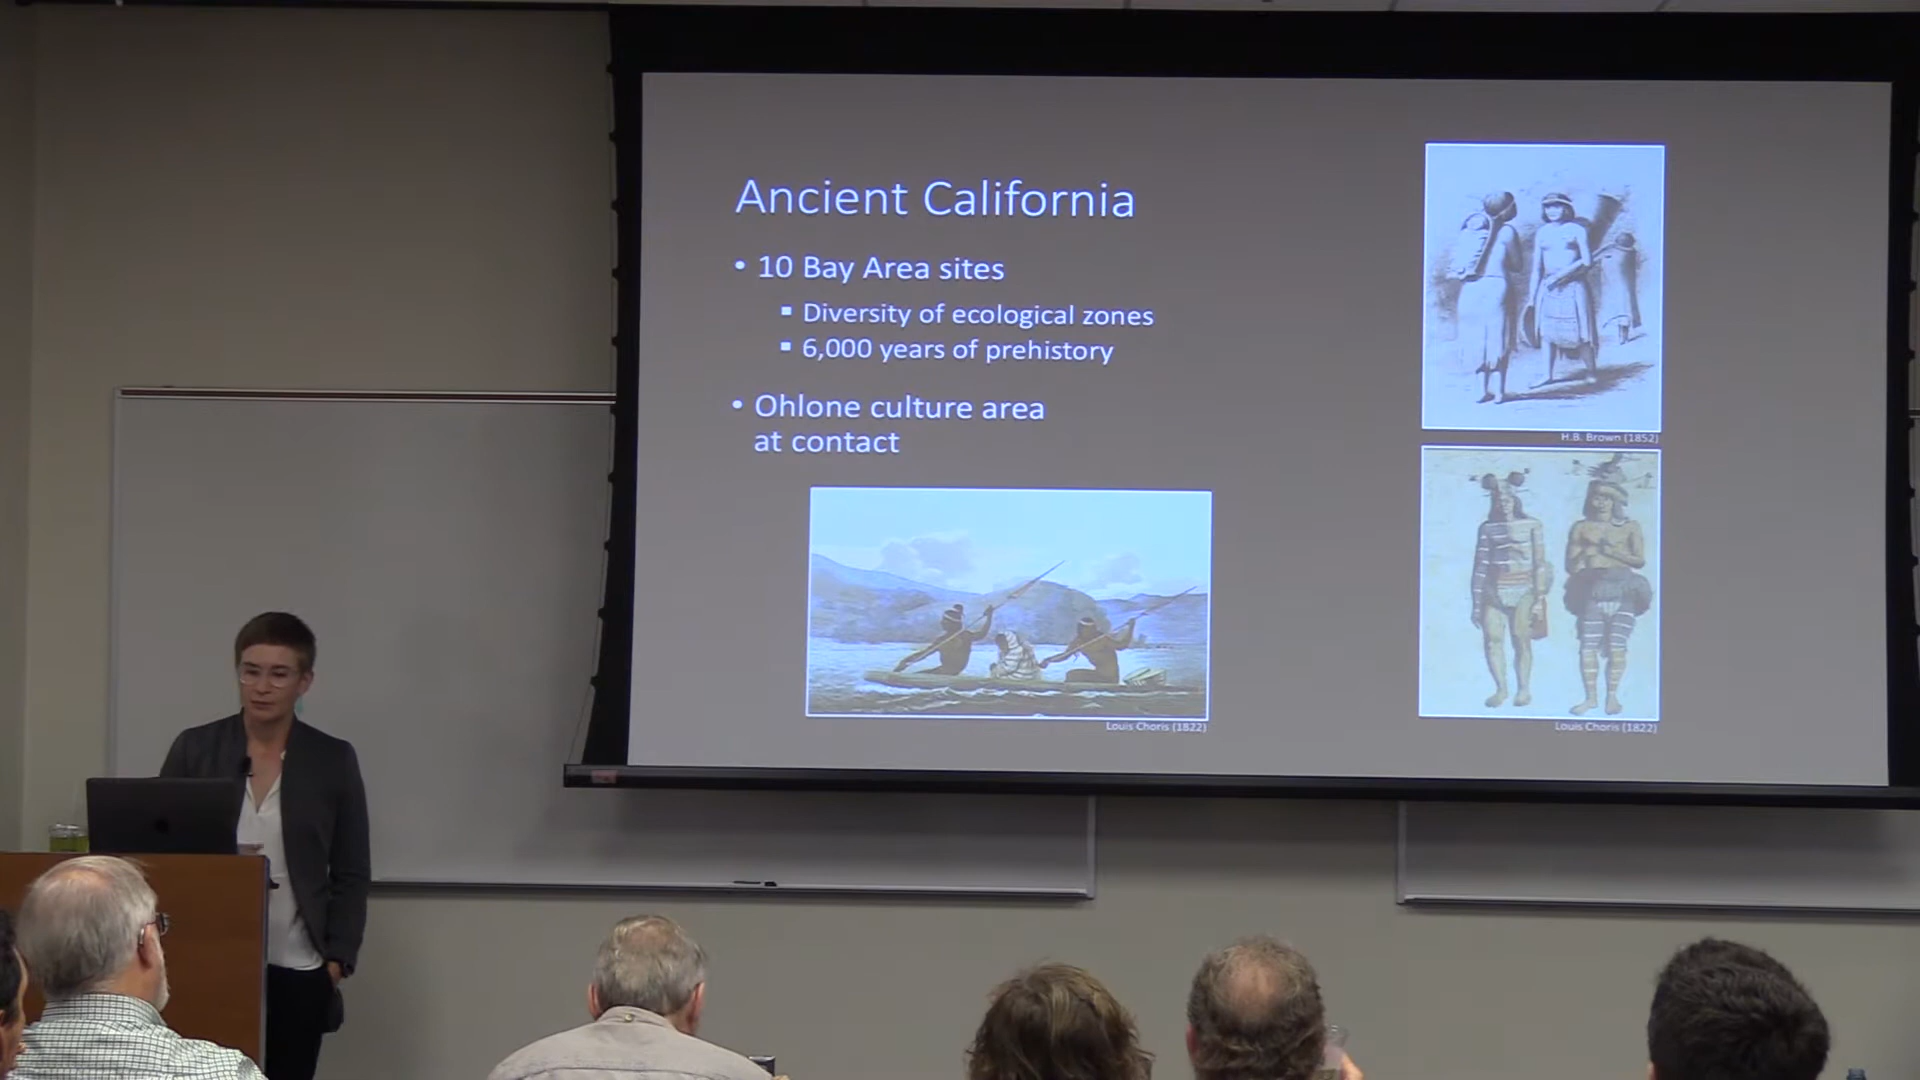 Ancient California
• 10 Bay Area sites
▪ Diversity of ecological zones
▪ 6,000 years of prehistory
• Ohlone culture area
at contact
H.B. Brown (1852)
Louis Choris (1822)
Louis Choris (1822)